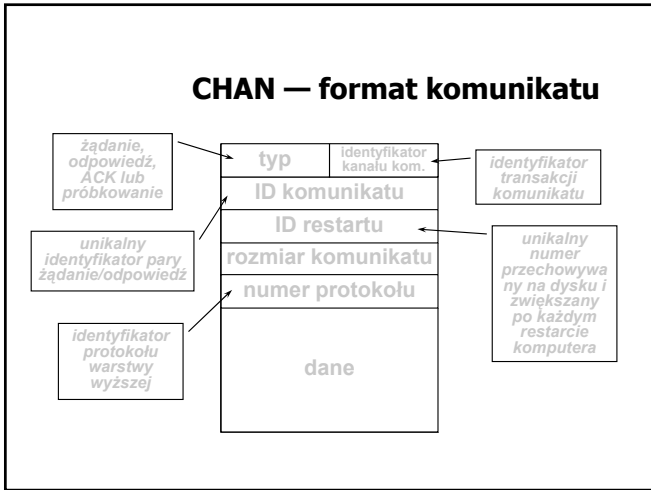 CHAN — format komunikatu
żądanie,
odpowiedź,
ACK lub
próbkowanie
typ
identyfikator
kanału kom.
identyfikator
transakcji
komunikatu
ID komunikatu
ID restartu
unikalny
identyfikator pary
żądanie/odpowiedź
rozmiar komunikatu
numer protokołu
unikalny
numer
przechowywa
ny na dysku i
zwiększany
po każdym
restarcie
komputera
identyfikator
protokołu
warstwy
wyższej
dane